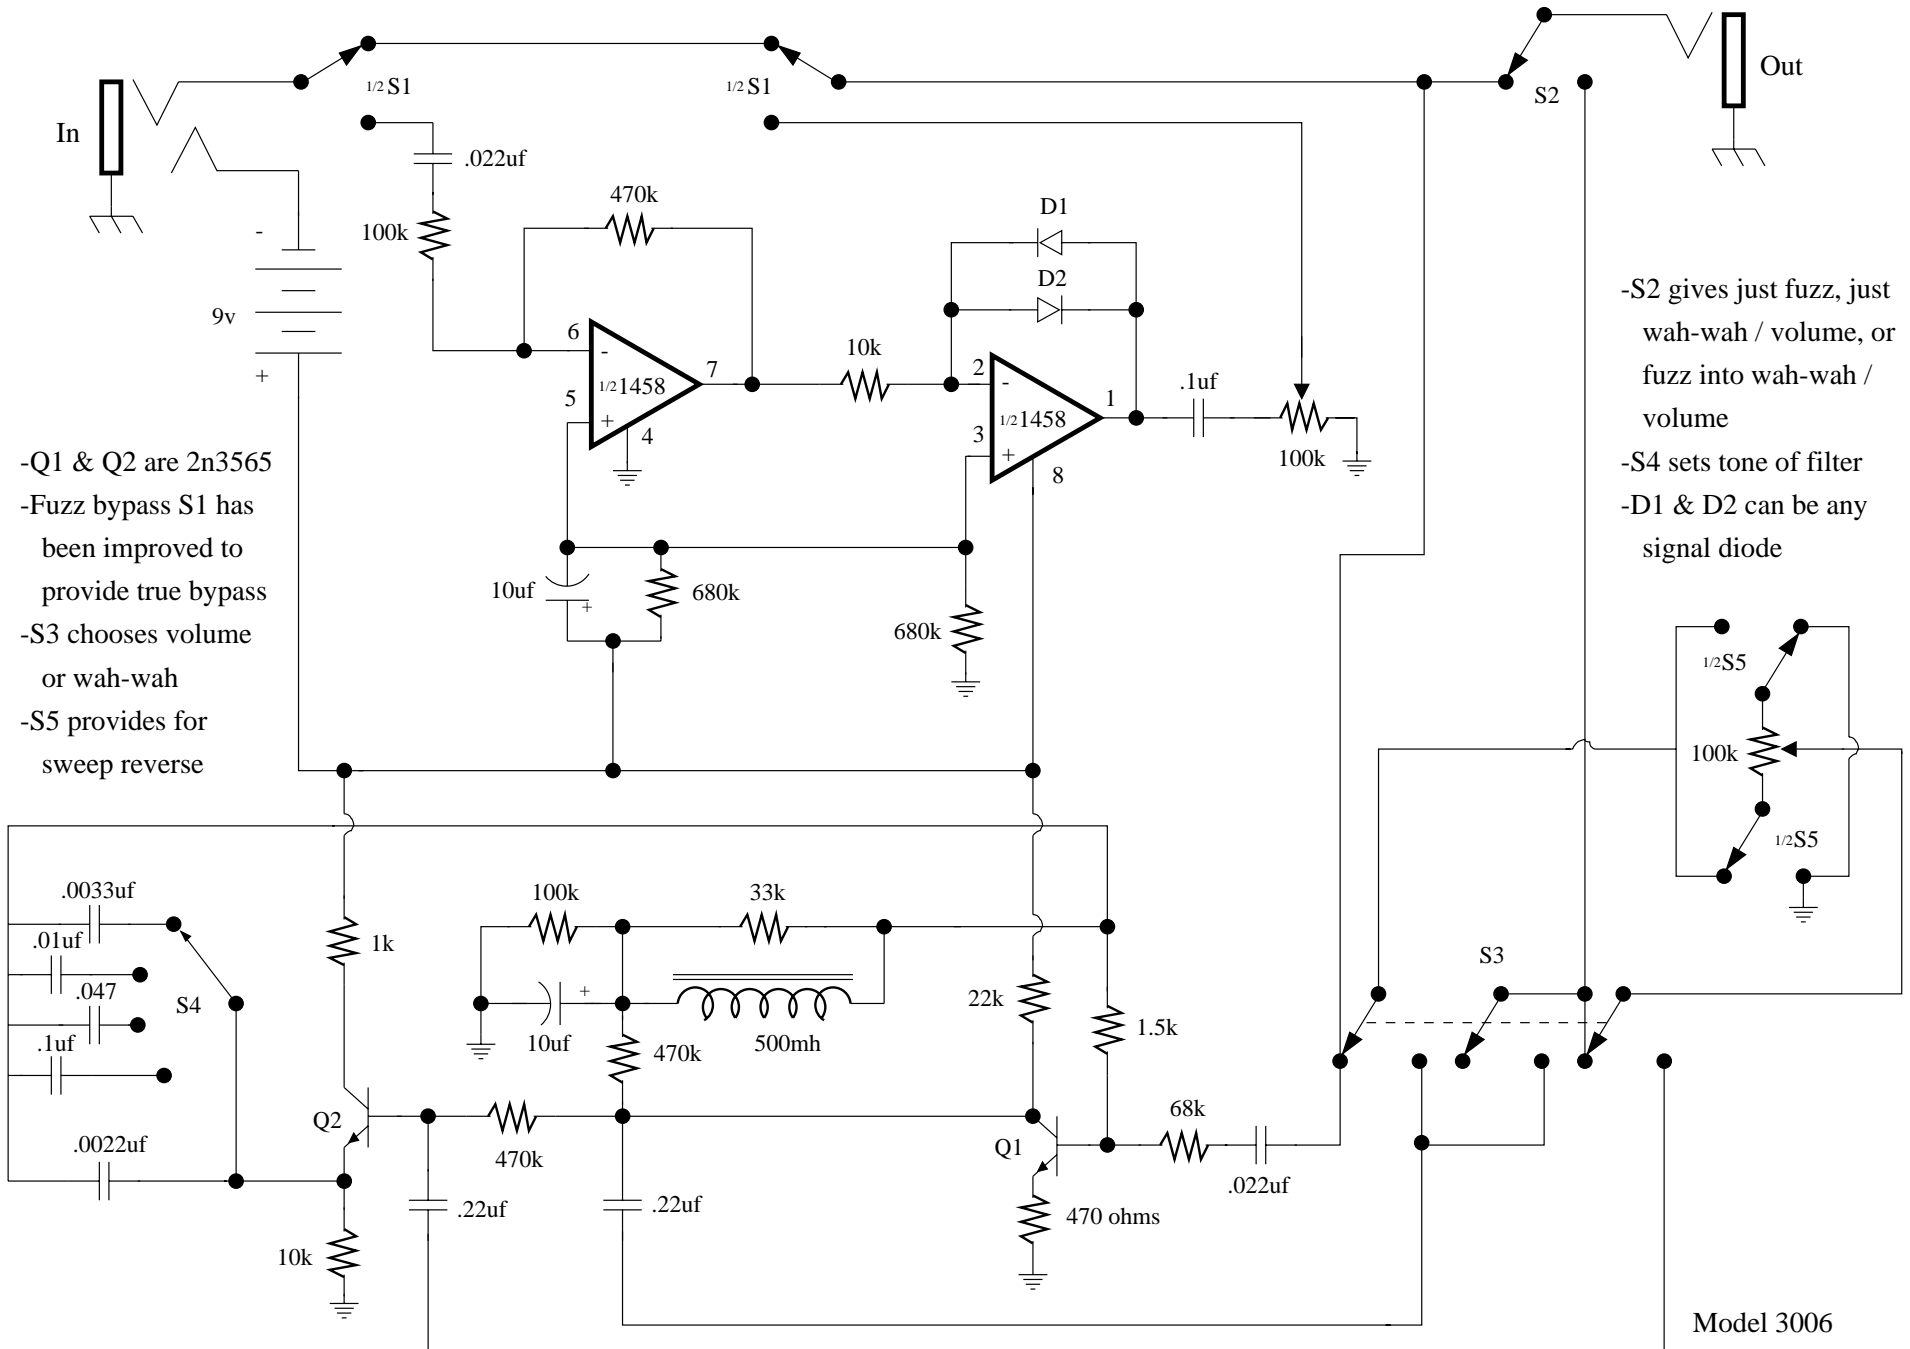 1/2 S1
1/2 S1
S2
Out
In
.022uf
470k
100k
D1
D2
-
9v
+
-S2 gives just fuzz, just
wah-wah / volume, or
fuzz into wah-wah /
volume
-S4 sets tone of filter
-D1 & D2 can be any
signal diode
6
-
7
1/2 1458
5
+
4
10k
2
-
1
1/2 1458
3
+
8
.1uf
100k
-Q1 & Q2 are 2n3565
-Fuzz bypass S1 has
been improved to
provide true bypass
-S3 chooses volume
or wah-wah
-S5 provides for
sweep reverse
10uf
+
680k
680k
1/2S5
100k
1/2S5
.0033uf
.01uf
.047
.1uf
S4
1k
100k
33k
+
10uf
500mh
470k
22k
1.5k
S3
Q2
470k
Q1
68k
.022uf
.0022uf
.22uf
.22uf
470 ohms
10k
Model 3006